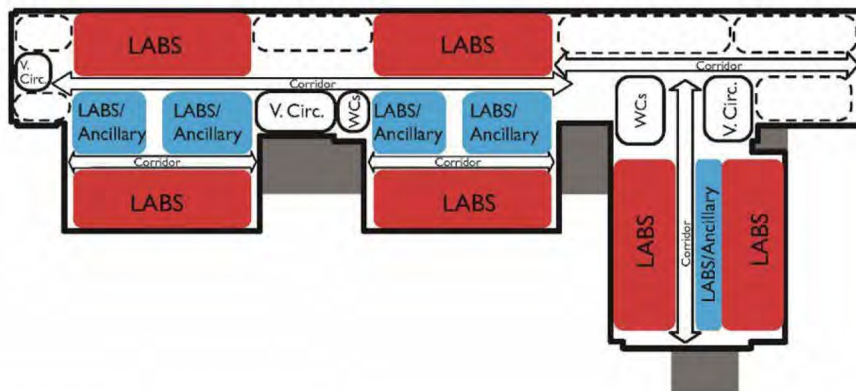 LABS
LABS
V.
Circ.
Corridor
Corridor
LABS/
Ancillary
LABS/
Ancillary
V. Circ.
WCs
LABS/
Ancillary
LABS/
Ancillary
WCs
V. Circ.
Corridor
Corridor
LABS
LABS
LABS
Corridor
LABS/Ancillary
LABS